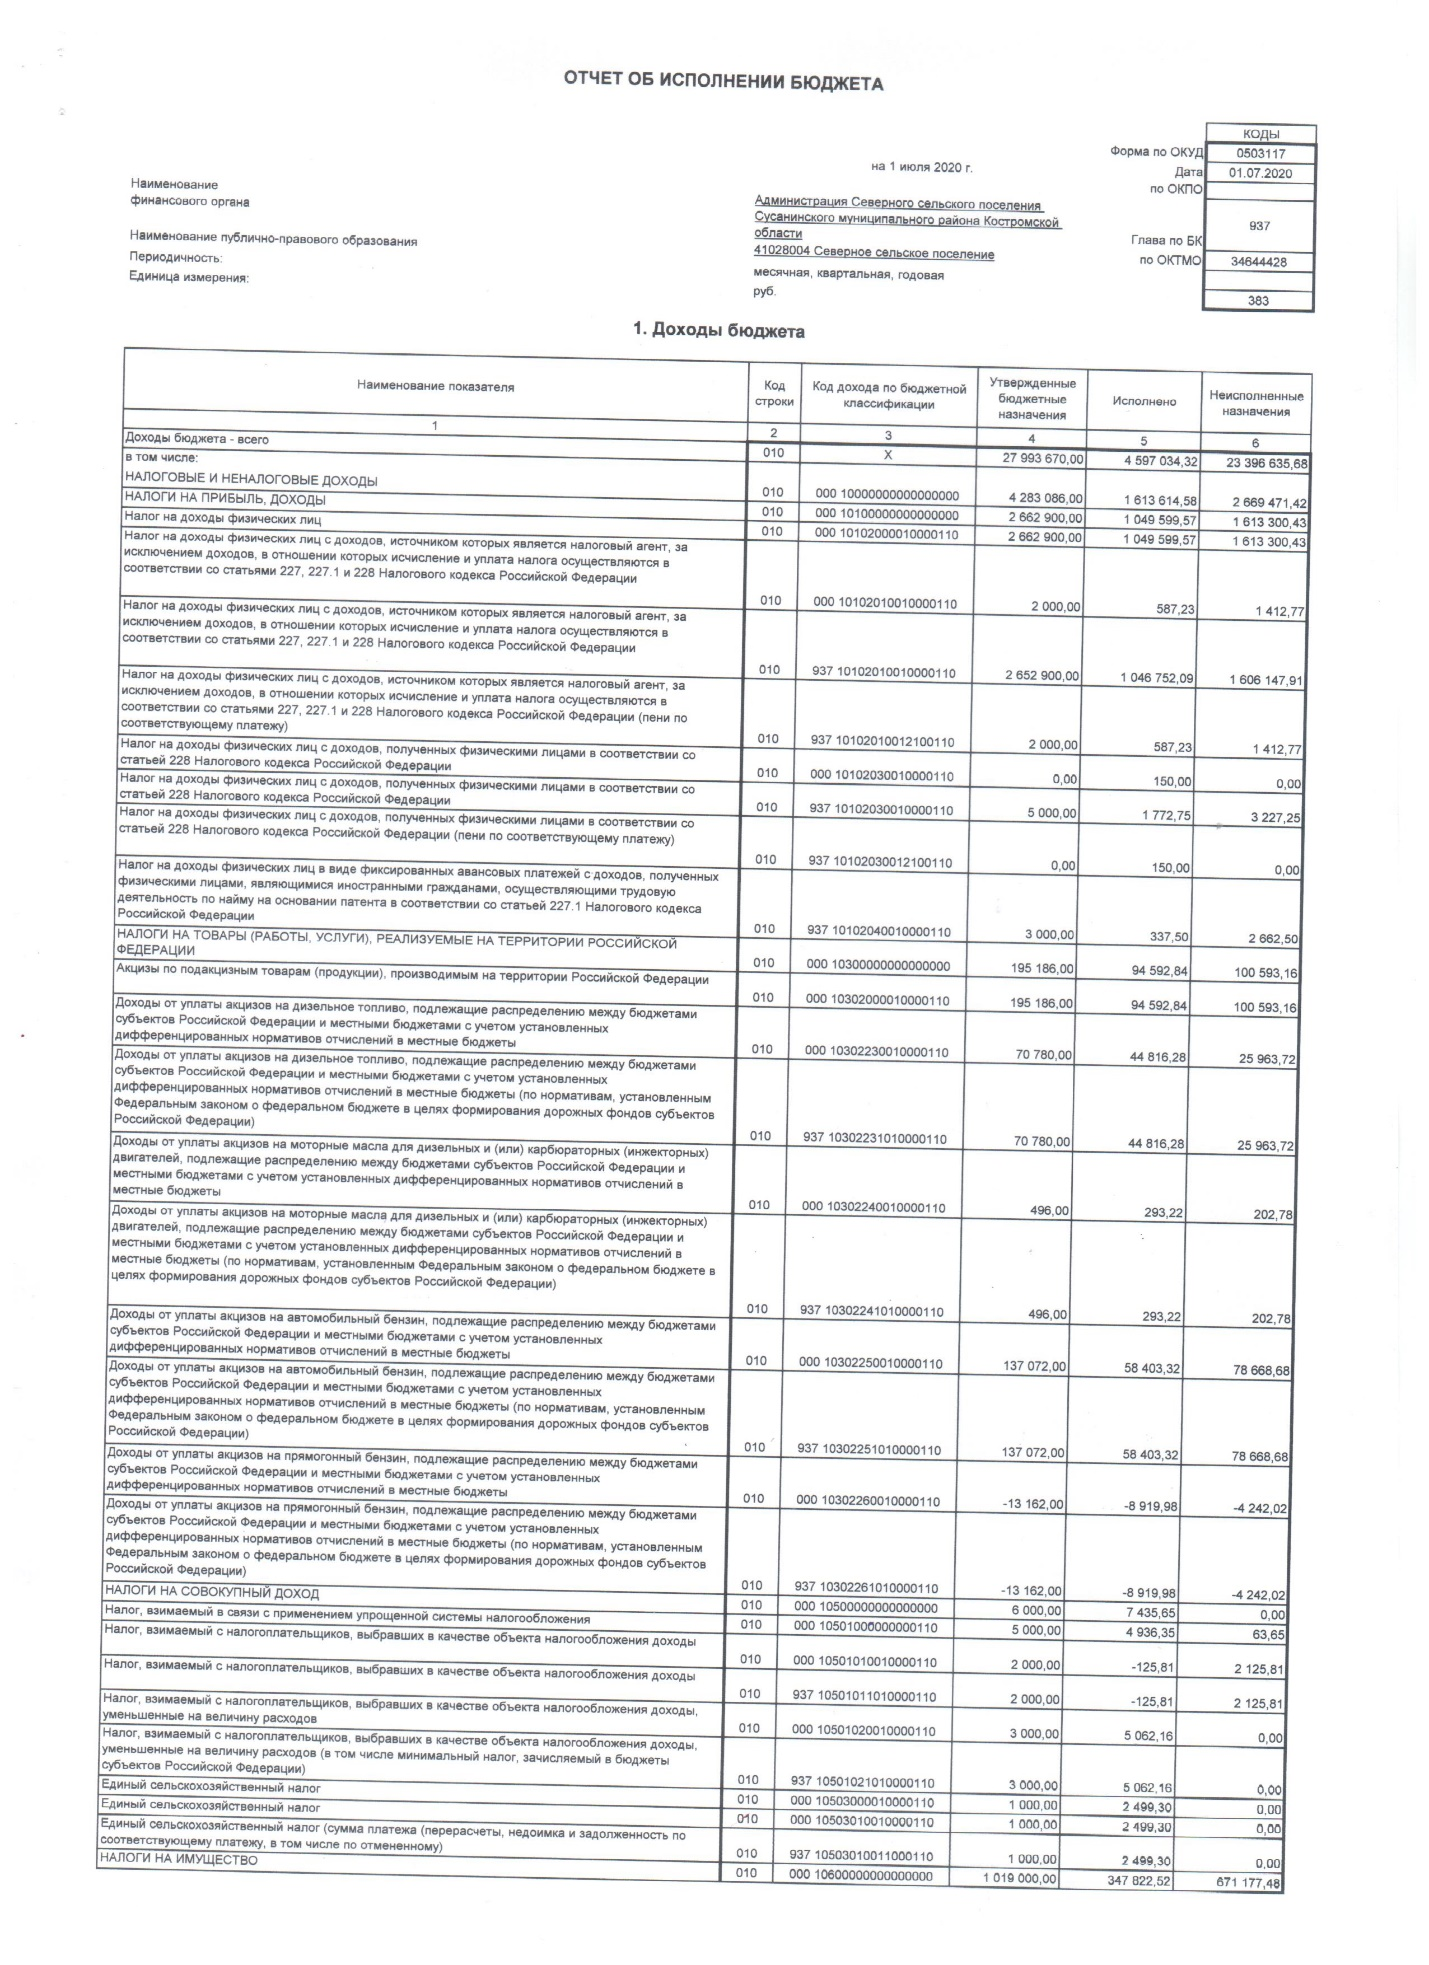 ОТЧЕТ ОБ ИСПОЛНЕНИИ БЮДЖЕТА
КОДЫ
Форма по ОКУД 0503117
на 1 июля 2020 г. Дата 01.07.2020
по ОКПО
Наименование
финансового органа
Администрация Северного сельского поселения
Сусанинского муниципального района Костромской
области
Глава по БК 937
Наименование публично-правового образования 41028004 Северное сельское поселение по ОКТМО 34644428
Периодичность: месячная, квартальная, годовая
Единица измерения: руб. 383
1. Доходы бюджета
Наименование показателя
Код
строки
Код дохода по бюджетной
классификации
Утвержденные
бюджетные
назначения
Исполнено
Неисполненные
назначения
1 2 3 4 5 6
Доходы бюджета - всего 010 X 27 993 670,00 4 597 034,32 23 396 635,68
в том числе:
НАЛОГОВЫЕ И НЕНАЛОГОВЫЕ ДОХОДЫ 010 000 10000000000000000 4 283 086,00 1 613 614,58 2 669 471,42
НАЛОГИ НА ПРИБЫЛЬ, ДОХОДЫ 010 000 10100000000000000 2 662 900,00 1 049 599,57 1 613 300,43
Налог на доходы физических лиц 010 000 10102000010000110 2 662 900,00 1 049 599,57 1 613 300,43
Налог на доходы физических лиц с доходов, источником которых является налоговый агент, за
исключением доходов, в отношении которых исчисление и уплата налога осуществляются в
соответствии со статьями 227, 227.1 и 228 Налогового кодекса Российской Федерации
010 000 10102010010000110 2 000,00 587,23 1 412,77
Налог на доходы физических лиц с доходов, источником которых является налоговый агент, за
исключением доходов, в отношении которых исчисление и уплата налога осуществляются в
соответствии со статьями 227, 227.1 и 228 Налогового кодекса Российской Федерации
010 937 10102010010000110 2 652 900,00 1 046 752,09 1 606 147,91
Налог на доходы физических лиц с доходов, источником которых является налоговый агент, за
исключением доходов, в отношении которых исчисление и уплата налога осуществляются в
соответствии со статьями 227, 227.1 и 228 Налогового кодекса Российской Федерации (пени по
соответствующему платежу)
010 937 10102010012100110 2 000,00 587,23 1 412,77
Налог на доходы физических лиц с доходов, полученных физическими лицами в соответствии со
статьей 228 Налогового кодекса Российской Федерации
010 000 10102030010000110 0,00 150,00 0,00
Налог на доходы физических лиц с доходов, полученных физическими лицами в соответствии со
статьей 228 Налогового кодекса Российской Федерации
010 937 10102030010000110 5 000,00 1 772,75 3 227,25
Налог на доходы физических лиц с доходов, полученных физическими лицами в соответствии со
статьей 228 Налогового кодекса Российской Федерации (пени по соответствующему платежу)
010 937 10102030012100110 0,00 150,00 0,00
Налог на доходы физических лиц в виде фиксированных авансовых платежей с доходов, полученных
физическими лицами, являющимися иностранными гражданами, осуществляющими трудовую
деятельность по найму на основании патента в соответствии со статьей 227.1 Налогового кодекса
Российской Федерации
010 937 10102040010000110 3 000,00 337,50 2 662,50
НАЛОГИ НА ТОВАРЫ (РАБОТЫ, УСЛУГИ), РЕАЛИЗУЕМЫЕ НА ТЕРРИТОРИИ РОССИЙСКОЙ
ФЕДЕРАЦИИ
010 000 10300000000000000 195 186,00 94 592,84 100 593,16
Акцизы по подакцизным товарам (продукции), производимым на территории Российской Федерации
010 000 10302000010000110 195 186,00 94 592,84 100 593,16
Доходы от уплаты акцизов на дизельное топливо, подлежащие распределению между бюджетами
субъектов Российской Федерации и местными бюджетами с учетом установленных
дифференцированных нормативов отчислений в местные бюджеты
010 000 10302230010000110 70 780,00 44 816,28 25 963,72
Доходы от уплаты акцизов на дизельное топливо, подлежащие распределению между бюджетами
субъектов Российской Федерации и местными бюджетами с учетом установленных
дифференцированных нормативов отчислений в местные бюджеты (по нормативам, установленным
Федеральным законом о федеральном бюджете в целях формирования дорожных фондов субъектов
Российской Федерации)
010 937 10302231010000110 70 780,00 44 816,28 25 963,72
Доходы от уплаты акцизов на моторные масла для дизельных и (или) карбюраторных (инжекторных)
двигателей, подлежащие распределению между бюджетами субъектов Российской Федерации и
местными бюджетами с учетом установленных дифференцированных нормативов отчислений в
местные бюджеты
010 000 10302240010000110 496,00 293,22 202,78
Доходы от уплаты акцизов на моторные масла для дизельных и (или) карбюраторных (инжекторных)
двигателей, подлежащие распределению между бюджетами субъектов Российской Федерации и
местными бюджетами с учетом установленных дифференцированных нормативов отчислений в
местные бюджеты (по нормативам, установленным Федеральным законом о федеральном бюджете в
целях формирования дорожных фондов субъектов Российской Федерации)
010 937 10302241010000110 496,00 293,22 202,78
Доходы от уплаты акцизов на автомобильный бензин, подлежащие распределению между бюджетами
субъектов Российской Федерации и местными бюджетами с учетом установленных
дифференцированных нормативов отчислений в местные бюджеты
010 000 10302250010000110 137 072,00 58 403,32 78 668,68
Доходы от уплаты акцизов на автомобильный бензин, подлежащие распределению между бюджетами
субъектов Российской Федерации и местными бюджетами с учетом установленных
дифференцированных нормативов отчислений в местные бюджеты (по нормативам, установленным
Федеральным законом о федеральном бюджете в целях формирования дорожных фондов субъектов
Российской Федерации)
010 937 10302251010000110 137 072,00 58 403,32 78 668,68
Доходы от уплаты акцизов на прямогонный бензин, подлежащие распределению между бюджетами
субъектов Российской Федерации и местными бюджетами с учетом установленных
дифференцированных нормативов отчислений в местные бюджеты
010 000 10302260010000110 -13 162,00 -8 919,98 -4 242,02
Доходы от уплаты акцизов на прямогонный бензин, подлежащие распределению между бюджетами
субъектов Российской Федерации и местными бюджетами с учетом установленных
дифференцированных нормативов отчислений в местные бюджеты (по нормативам, установленным
Федеральным законом о федеральном бюджете в целях формирования дорожных фондов субъектов
Российской Федерации)
010 937 10302261010000110 -13 162,00 -8 919,98 -4 242,02
НАЛОГИ НА СОВОКУПНЫЙ ДОХОД 010 000 10500000000000000 6 000,00 7 435,65 0,00
Налог, взимаемый в связи с применением упрощенной системы налогообложения 010 000 10501000000000110 5 000,00 4 936,35 63,65
Налог, взимаемый с налогоплательщиков, выбравших в качестве объекта налогообложения доходы
010 000 10501010010000110 2 000,00 -125,81 2 125,81
Налог, взимаемый с налогоплательщиков, выбравших в качестве объекта налогообложения доходы
010 937 10501011010000110 2 000,00 -125,81 2 125,81
Налог, взимаемый с налогоплательщиков, выбравших в качестве объекта налогообложения доходы,
уменьшенные на величину расходов
010 000 10501020010000110 3 000,00 5 062,16 0,00
Налог, взимаемый с налогоплательщиков, выбравших в качестве объекта налогообложения доходы,
уменьшенные на величину расходов (в том числе минимальный налог, зачисляемый в бюджеты
субъектов Российской Федерации)
010 937 10501021010000110 3 000,00 5 062,16 0,00
Единый сельскохозяйственный налог 010 000 10503000010000110 1 000,00 2 499,30 0,00
Единый сельскохозяйственный налог 010 000 10503010010000110 1 000,00 2 499,30 0,00
Единый сельскохозяйственный налог (сумма платежа (перерасчеты, недоимка и задолженность по
соответствующему платежу, в том числе по отмененному)
010 937 10503010011000110 1 000,00 2 499,30 0,00
НАЛОГИ НА ИМУЩЕСТВО 010 000 10600000000000000 1 019 000,00 347 822,52 671 177,48